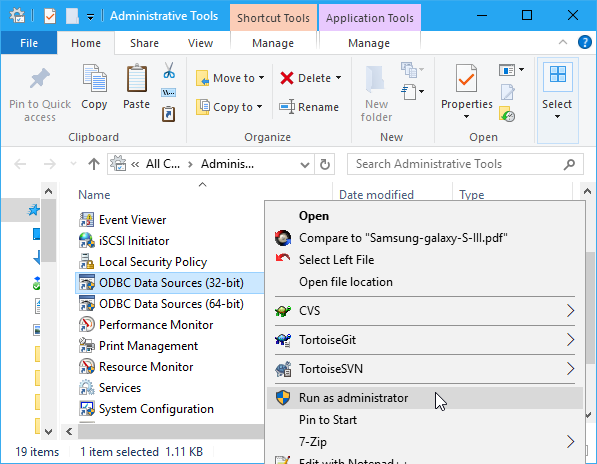 Administrative Tools
Shortcut Tools
Application Tools
File
Home
Share
View
Manage
Manage
Pin to Quick
access
Copy
Paste
Clipboard
Move to
Copy to
Delete
Rename
Organize
New
folder
New
Properties
Open
Select
« All C...
Adminis...
Search Administrative Tools
Name
Date modified
Type
Event Viewer
iSCSI Initiator
Local Security Policy
ODBC Data Sources (32-bit)
ODBC Data Sources (64-bit)
Performance Monitor
Print Management
Resource Monitor
Services
System Configuration
Open
Compare to "Samsung-galaxy-S-III.pdf"
Select Left File
Open file location
CVS
TortoiseGit
TortoiseSVN
Run as administrator
Pin to Start
7-Zip
Edit with Notepad++
19 items
1 item selected 1.11 KB